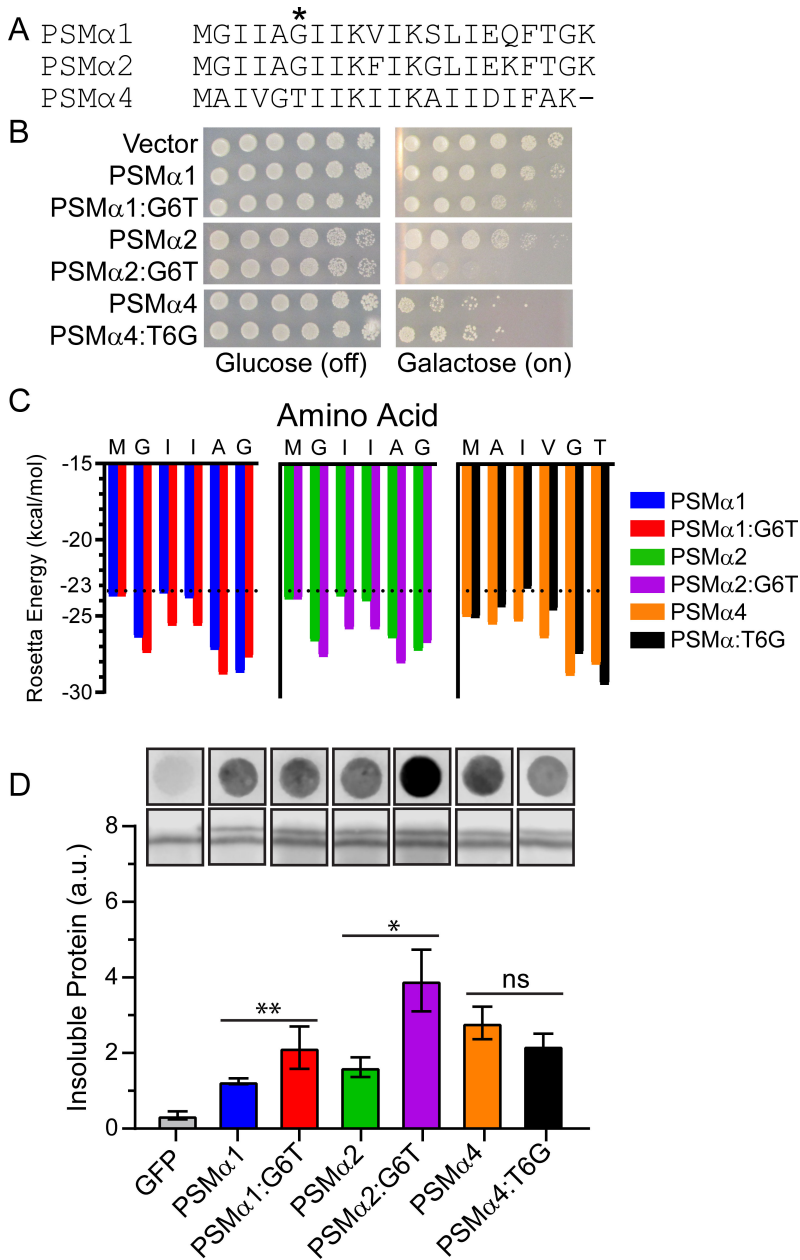 A
*
PSMα1 MGIIAGIIKVIKSLIEQFTGK
PSMα2 MGIIAGIIKFIKGLIEKFTGK
PSMα4 MAIVGTIIKIIKAIIDIFAK-
B
Vector
PSMα1
PSMα1:G6T
PSMα2
PSMα2:G6T
PSMα4
PSMα4:T6G
Glucose (off) Galactose (on)
C
Amino Acid
M G I I A G M G I I A G M A I V G T
-15
-20
-23
-25
-30
Rosetta Energy (kcal/mol)
PSMα1
PSMα1:G6T
PSMα2
PSMα2:G6T
PSMα4
PSMα:T6G
D
8
6
4
2
0
Insoluble Protein (a.u.)
** * ns
GFP PSMα1 PSMα1:G6T PSMα2 PSMα2:G6T PSMα4 PSMα4:T6G